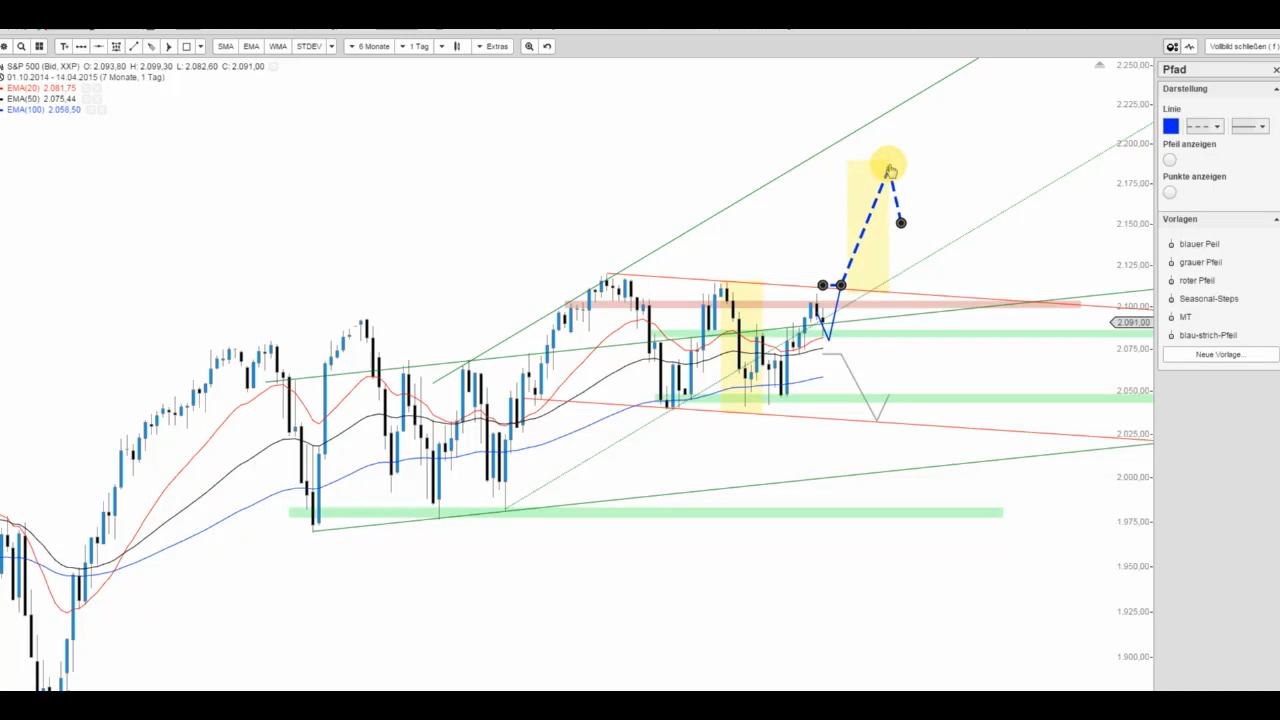 SMA EMA WMA STDEV 6 Monate 1 Tag Extras Vollbild schließen ( f )
S&P 500 (Bid, XXP) O: 2.093,80 H: 2.099,30 L: 2.082,60 C: 2.091,00
01.10.2014 - 14.04.2015 (7 Monate, 1 Tag)
EMA(20) 2.081,75
EMA(50) 2.075,44
EMA(100) 2.058,50
2.250,00
2.225,00
2.200,00
2.175,00
2.150,00
2.125,00
2.100,00
2.091,00
2.075,00
2.050,00
2.025,00
2.000,00
1.975,00
1.950,00
1.925,00
1.900,00
Pfad
Darstellung
Linie
Pfeil anzeigen
Punkte anzeigen
Vorlagen
blauer Peil
grauer Pfeil
roter Pfeil
Seasonal-Steps
MT
blau-strich-Pfeil
Neue Vorlage...